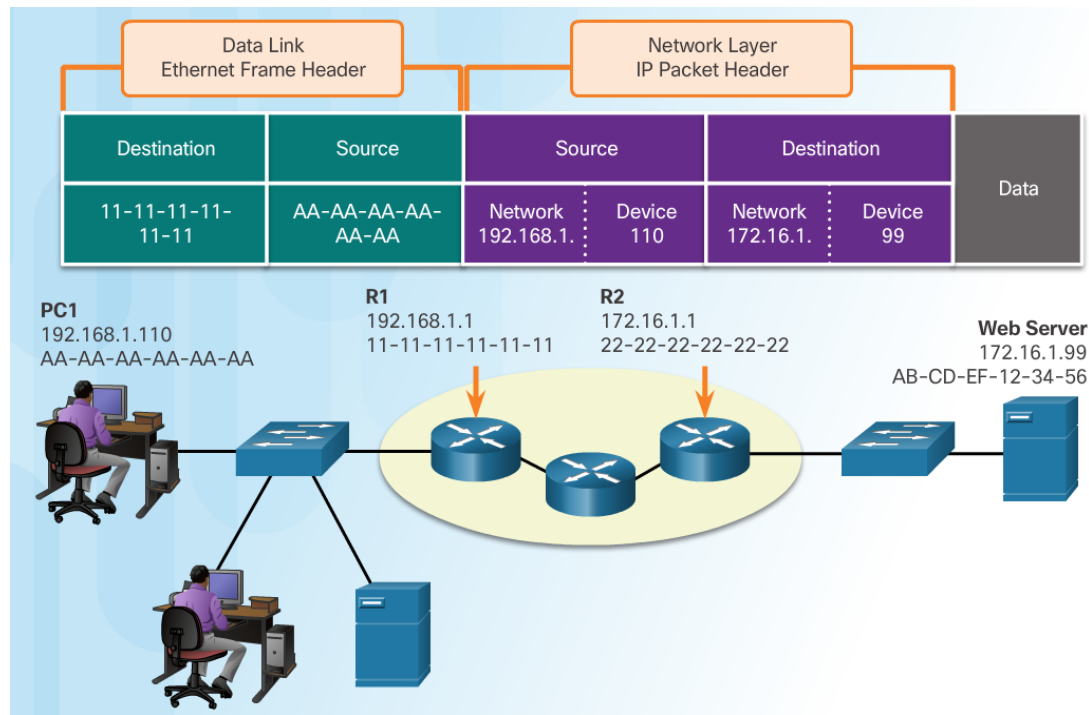 Data Link
Ethernet Frame Header
Network Layer
IP Packet Header
Destination
Source
Source
Destination
Data
11-11-11-11-
11-11
AA-AA-AA-AA-
AA-AA
Network
192.168.1.
Device
110
Network
172.16.1.
Device
99
PC1
192.168.1.110
AA-AA-AA-AA-AA-AA
R1
192.168.1.1
11-11-11-11-11-11
R2
172.16.1.1
22-22-22-22-22-22
Web Server
172.16.1.99
AB-CD-EF-12-34-56